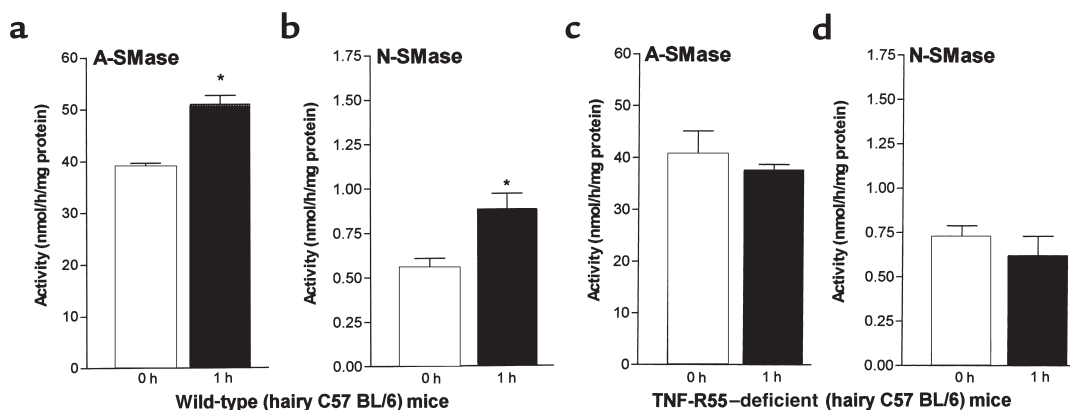 a
A-SMase
Activity (nmol/h/mg protein)
60
50
40
30
20
10
0
*
0 h
1 h
b
N-SMase
Activity (nmol/h/mg protein)
1.75
1.50
1.25
1.00
0.75
0.50
0.25
0.00
*
0 h
1 h
Wild-type (hairy C57 BL/6) mice
c
A-SMase
Activity (nmol/h/mg protein)
60
50
40
30
20
10
0
0 h
1 h
d
N-SMase
Activity (nmol/h/mg protein)
1.75
1.50
1.25
1.00
0.75
0.50
0.25
0.00
0 h
1 h
TNF-R55–deficient (hairy C57 BL/6) mice